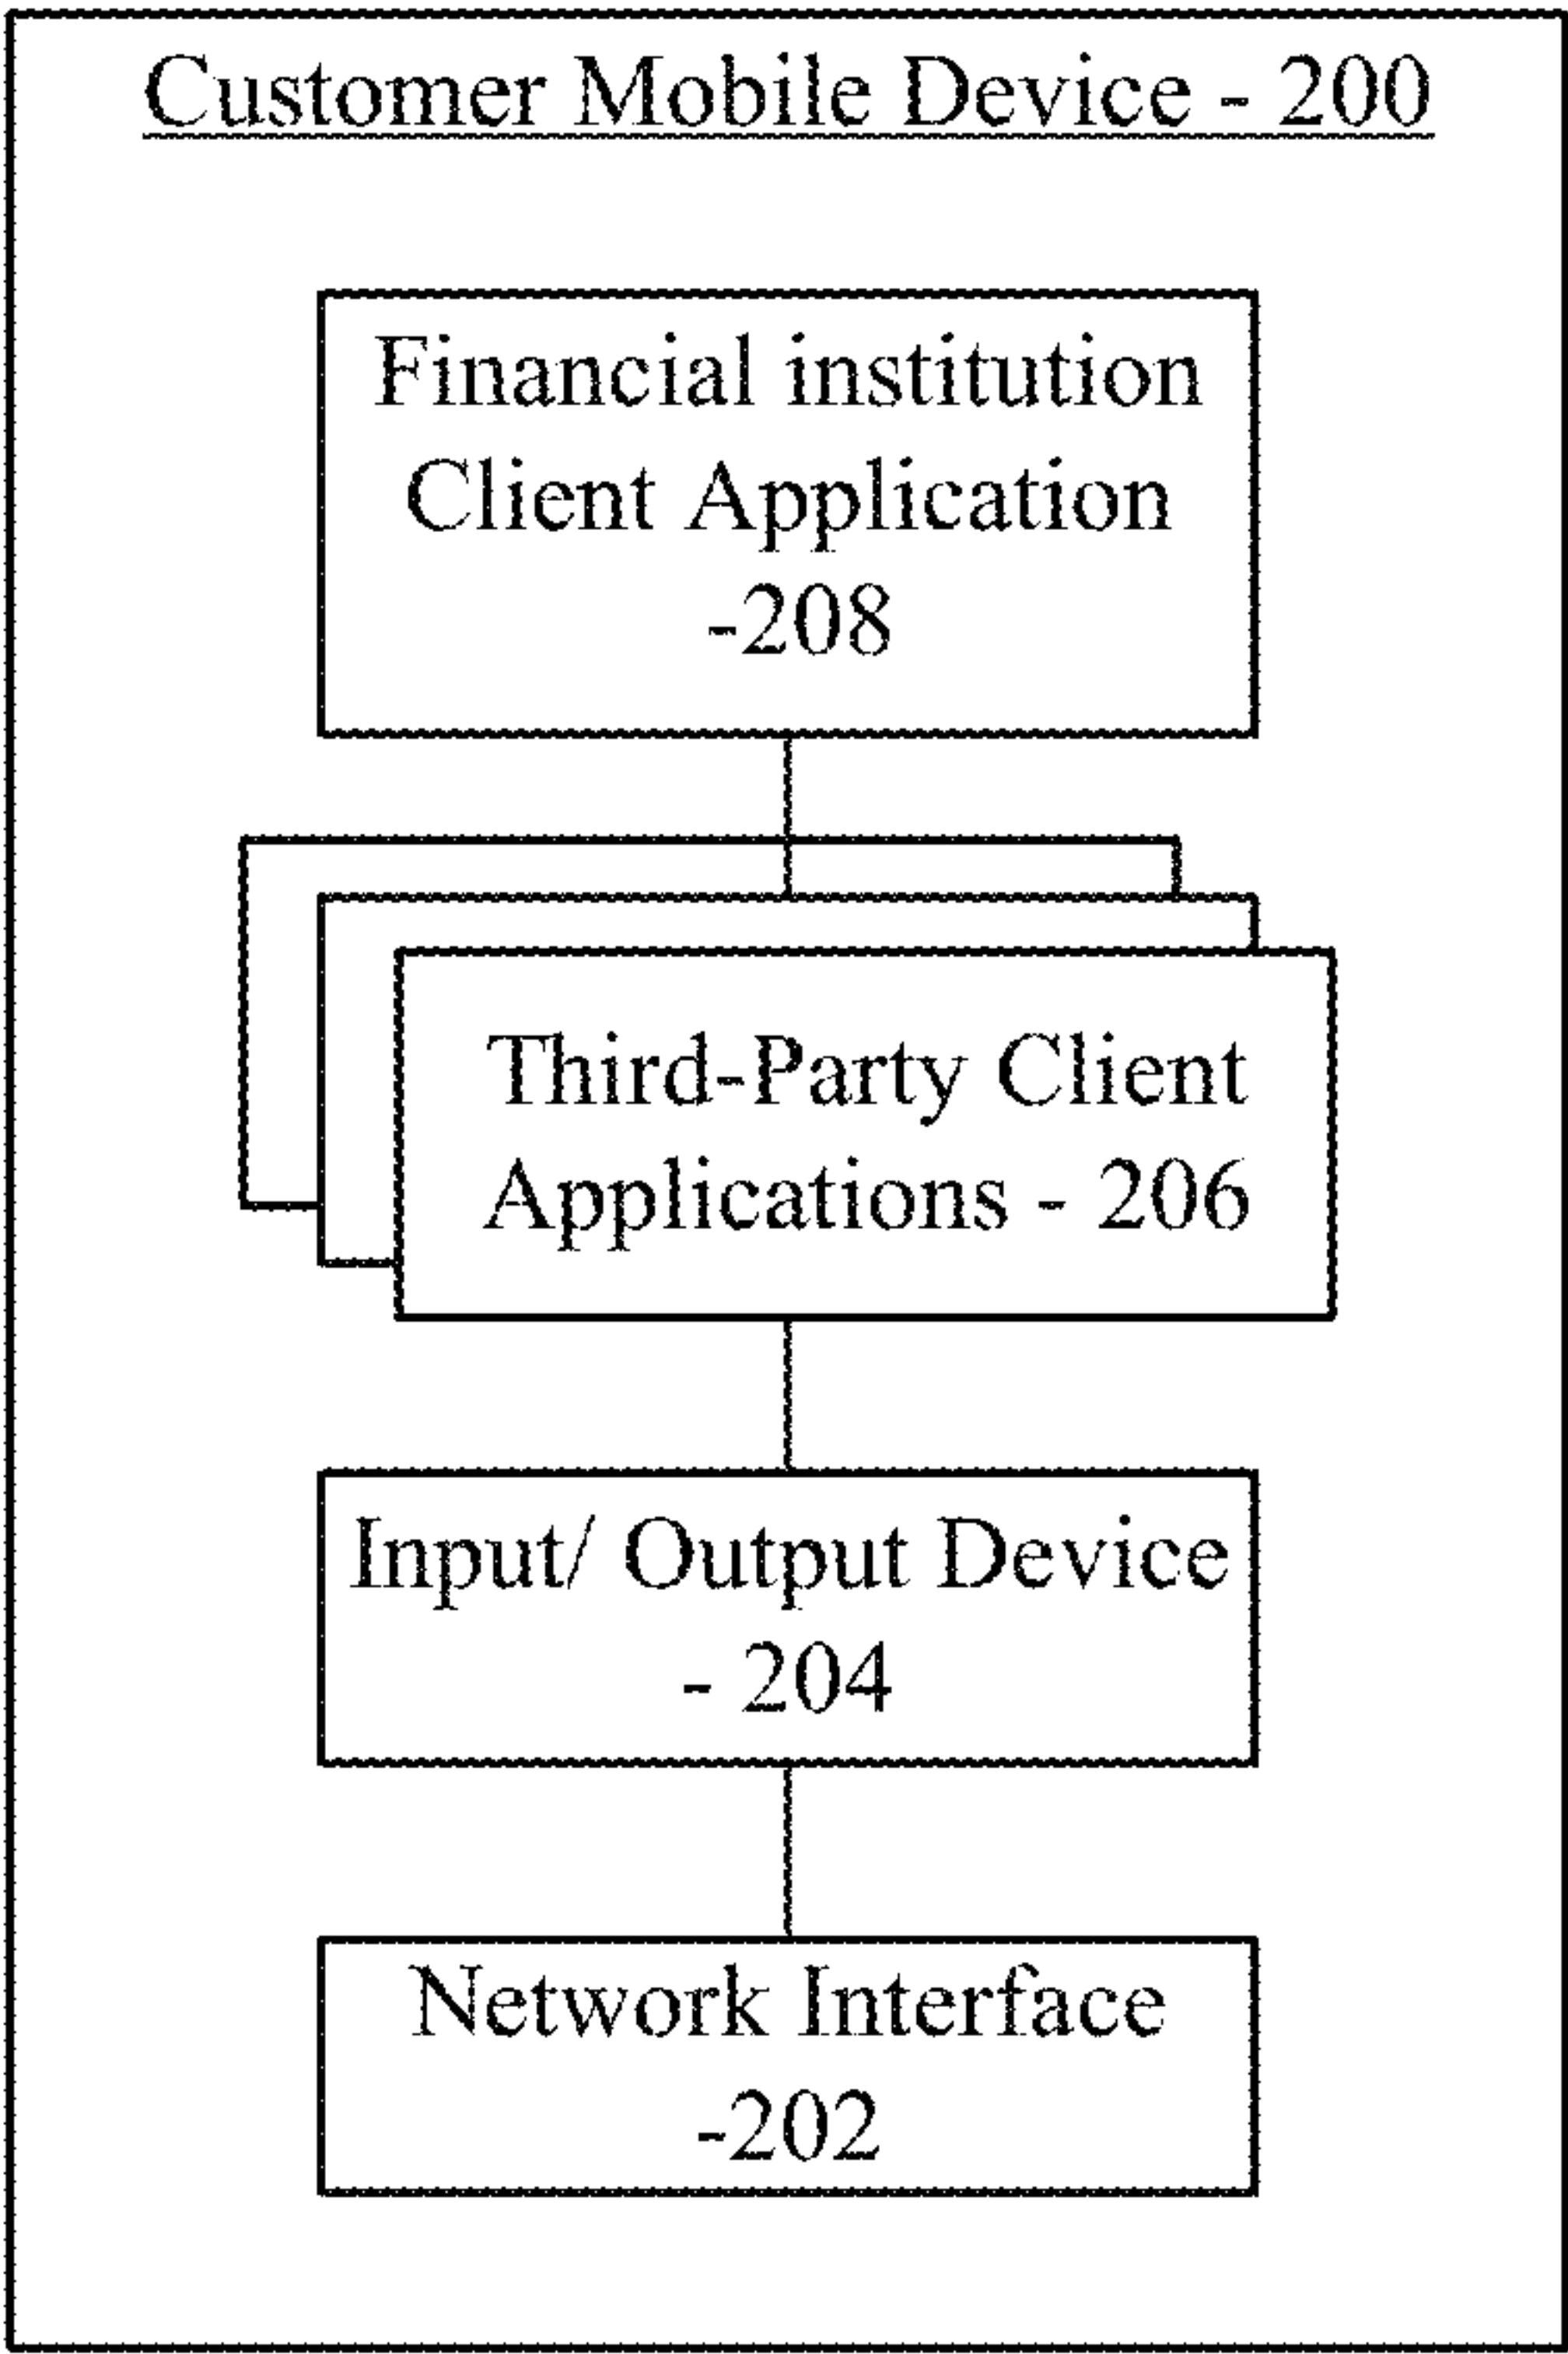 Customer Mobile Device - 200
Financial institution
Client Application
-208
Third-Party Client
Applications - 206
Input/ Output Device
- 204
Network Interface
-202